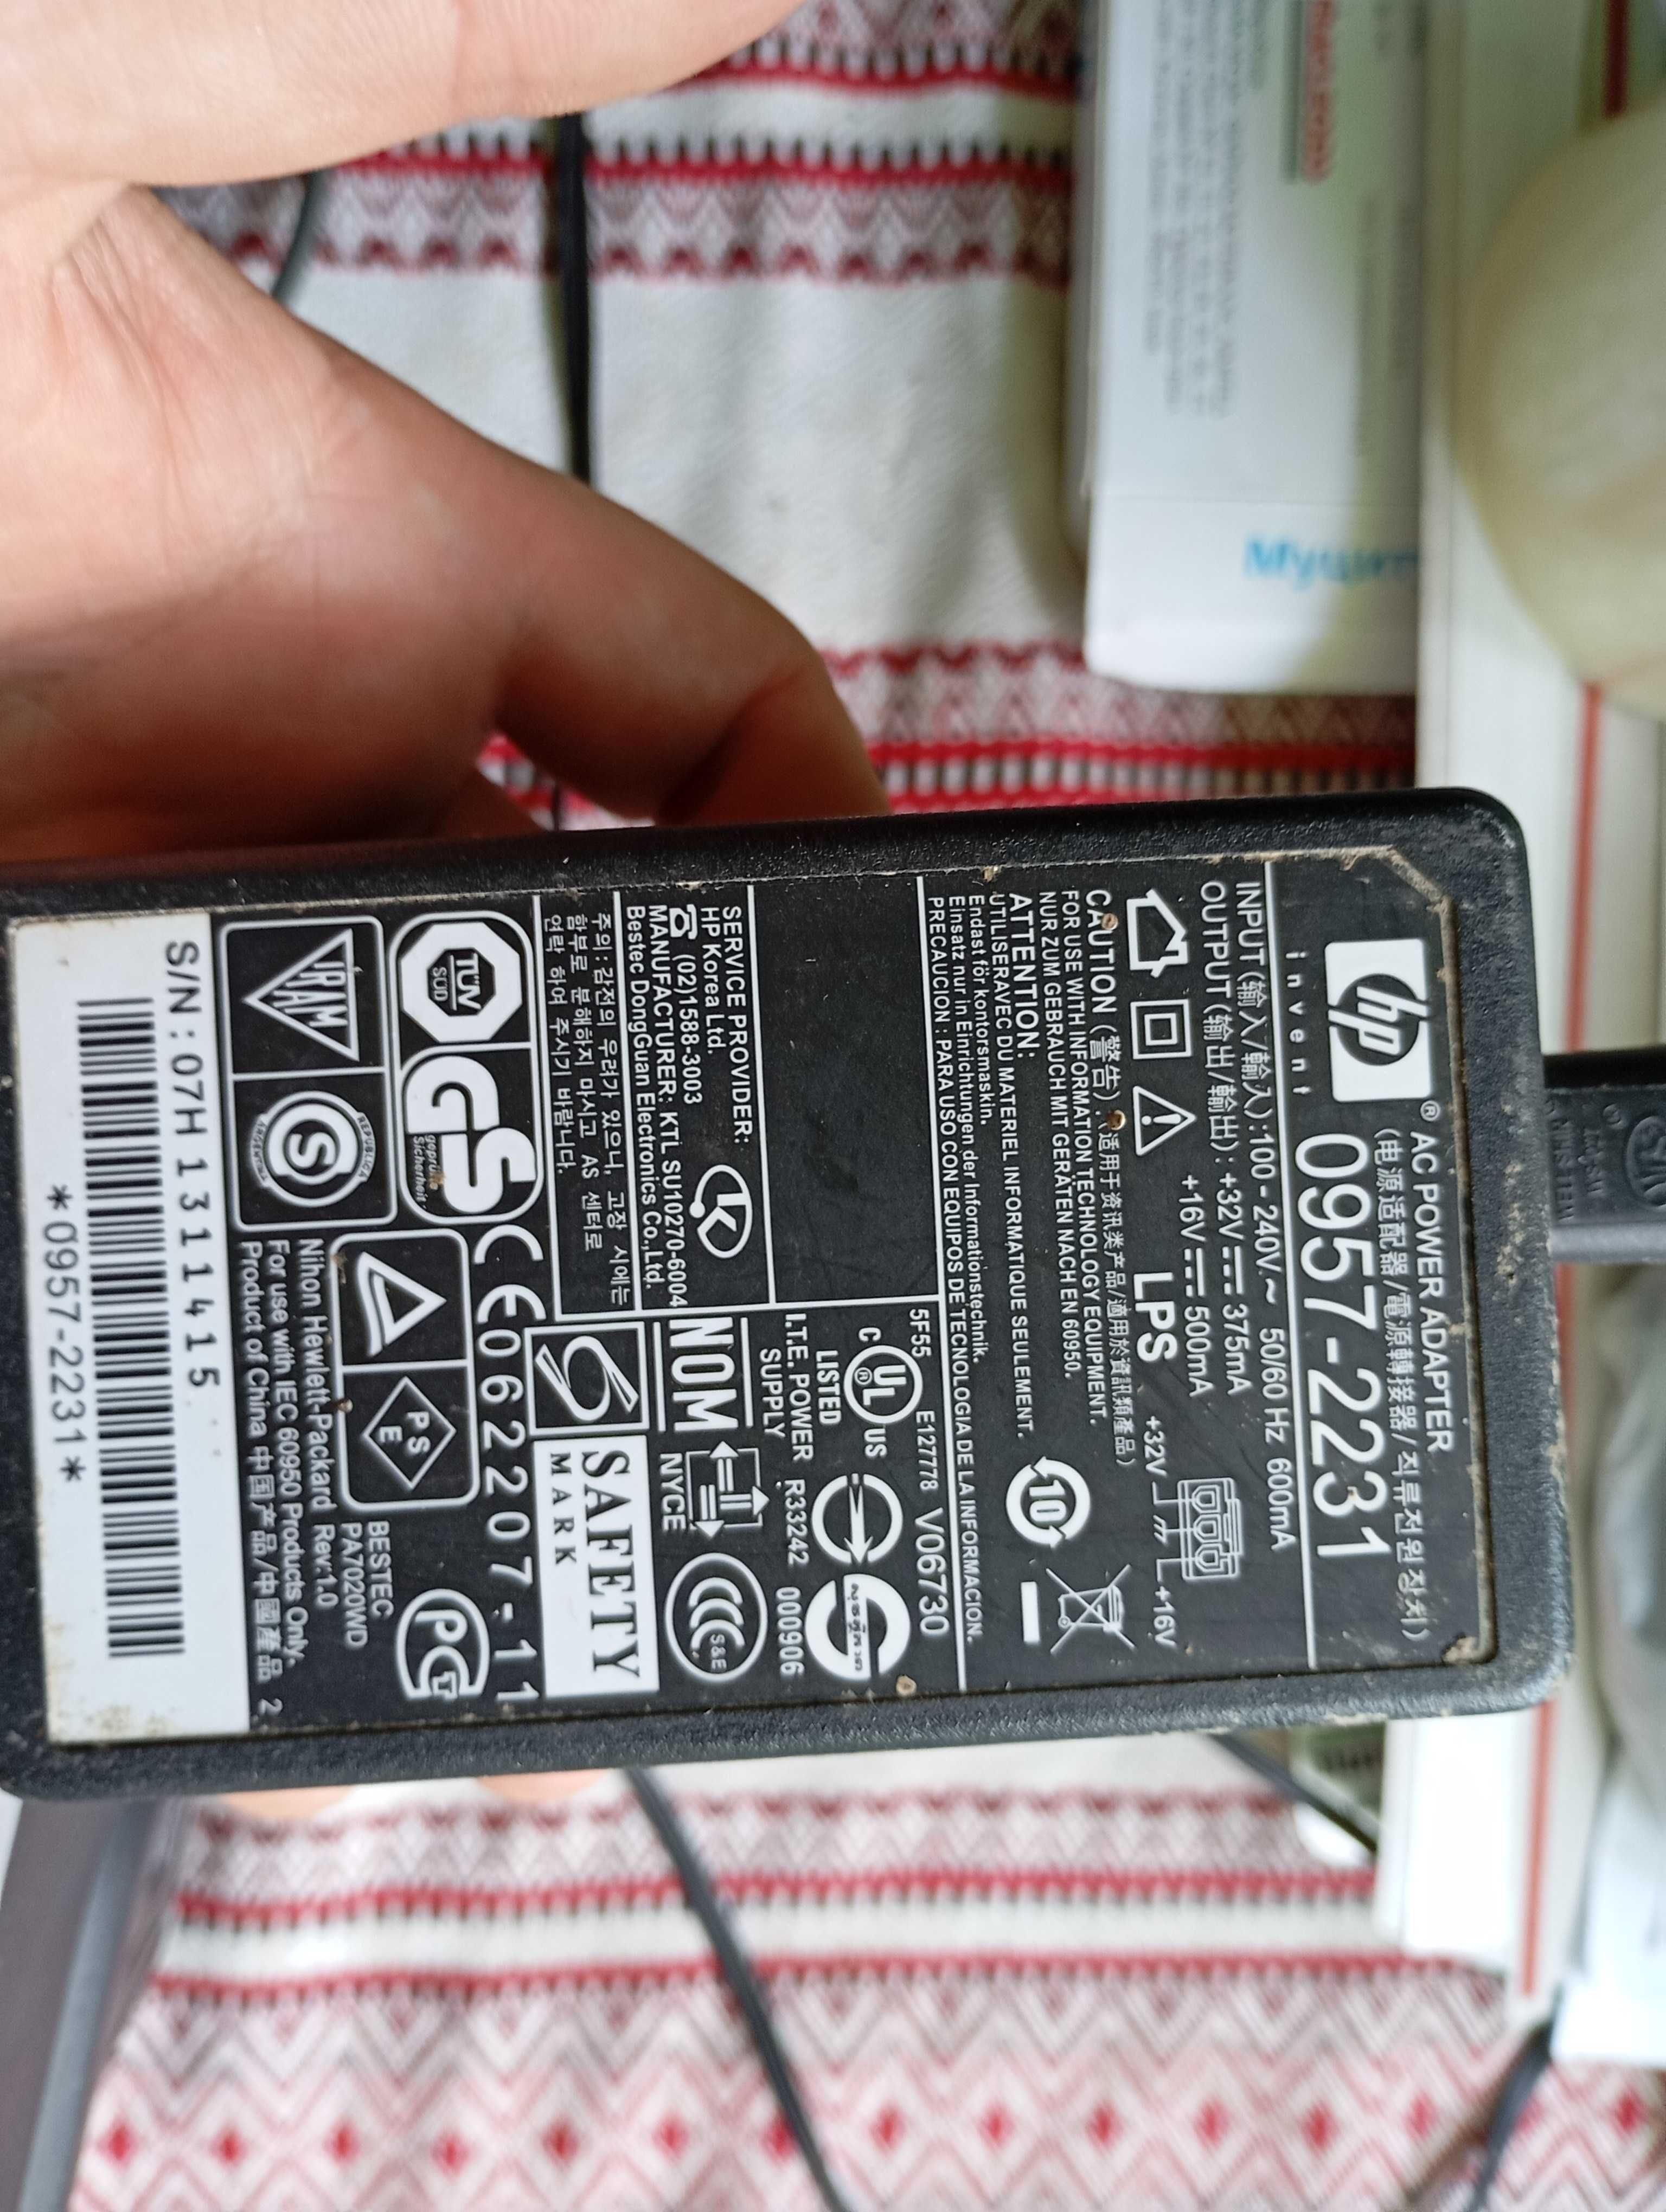 hp
invent
® AC POWER ADAPTER
(电源适配器/電源轉接器/직류전원장치)
0957-2231
INPUT (输入/輸入):100-240V~ 50/60 Hz 600mA
OUTPUT (输出/輸出): +32V 375mA
+16V 500mA
LPS
+32V +16V
CAUTION (警告):(适用于资讯类产品/適用於資訊類產品)
FOR USE WITH INFORMATION TECHNOLOGY EQUIPMENT.
NUR ZUM GEBRAUCH MIT GERÄTEN NACH EN 60950.
ATTENTION:
UTILISERAVEC DU MATERIEL INFORMATIQUE SEULEMENT.
Endast för kontorsmaskin.
Einsatz nur in Einrichtungen der Informationstechnik.
PRECAUCION : PARA USO CON EQUIPOS DE TECNOLOGIA DE LA INFORMACION.
10
5F55 E127778 V06730
C UL® US
LISTED
I.T.E. POWER SUPPLY
R33242 000906
SERVICE PROVIDER:
HP Korea Ltd.
☎ (02)1588-3003
MANUFACTURER: KTL SU10270-6004
Bestec DongGuan Electronics Co.,Ltd.
NOM
NYCE
S&E
주의 : 감전의 우려가 있으니, 고장 시에는
함부로 분해하지 마시고 AS 센터로
연락 하여 주시기 바랍니다.
SAFETY
MARK
TÜV
SÜD
GS
geprüfte
Sicherheit
CE062207-11
PS
E
BESTEC
PA7020WD
IRAM
S
Nihon Hewlett-Packard Rev:1.0
For use with IEC 60950 Products Only.
Product of China 中国产品/中國產品 2
S/N : 07H1311415
*0957-2231*